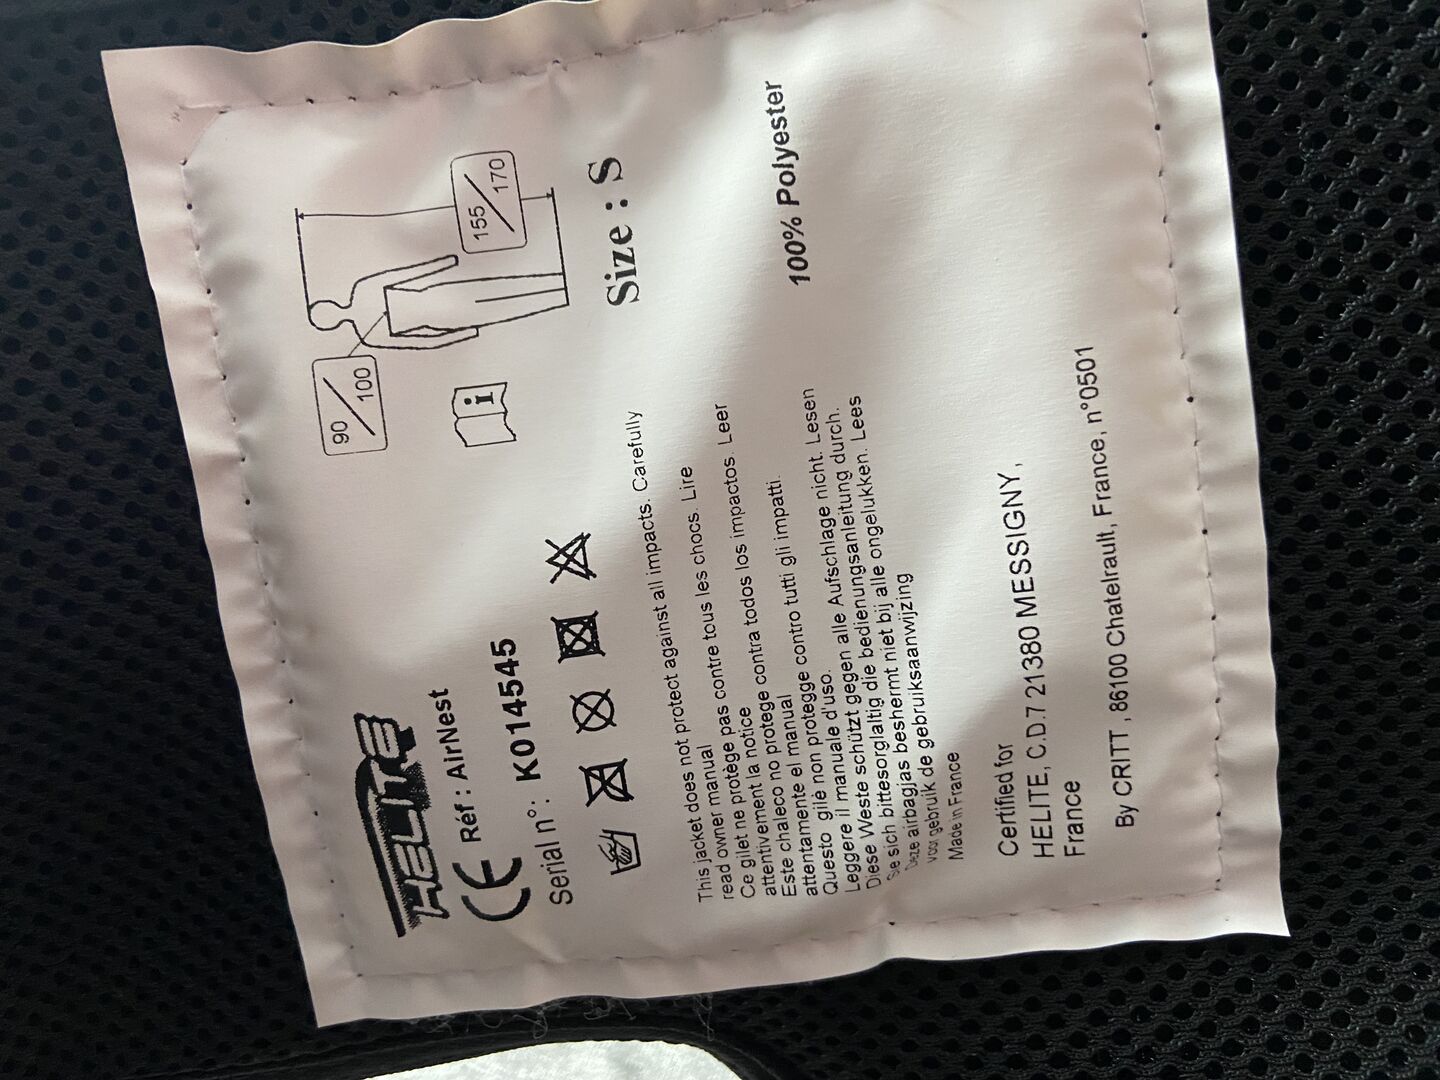 HELITE
CE Réf : AirNest
Serial n°: K014545
90/100
155/170
i
Size : S
This jacket does not protect against all impacts. Carefully
read owner manual
Ce gilet ne protège pas contre tous les chocs. Lire
attentivement la notice
Este chaleco no protege contra todos los impactos. Leer
attentamente el manual
Questo gilè non protegge contro tutti gli impatti.
Leggere il manuale d'uso.
Diese Weste schützt gegen alle Aufschlage nicht. Lesen
Sie sich bittesorglaltig die bedienungsanleitung durch.
Deze airbagjas beshermt niet bij alle ongelukken. Lees
voor gebruik de gebruiksaanwijzing
Made in France
100% Polyester
Certified for
HELITE, C.D.7 21380 MESSIGNY,
France
By CRITT , 86100 Chatelrault, France, n°0501